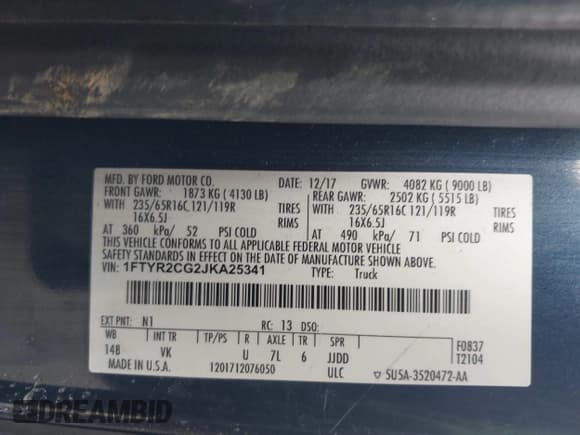 MFD. BY FORD MOTOR CO. DATE: 12/17 GVWR: 4082 KG ( 9000 LB)
FRONT GAWR: 1873 KG ( 4130 LB) REAR GAWR: 2502 KG ( 5515 LB)
WITH 235/65R16C 121/119R TIRES WITH 235/65R16C 121/119R TIRES
16X6.5J RIMS 16X6.5J RIMS
AT 360 kPa/ 52 PSI COLD AT 490 kPa/ 71 PSI COLD
THIS VEHICLE CONFORMS TO ALL APPLICABLE FEDERAL MOTOR VEHICLE
SAFETY STANDARDS IN EFFECT ON THE DATE OF MANUFACTURE SHOWN ABOVE.
VIN: 1FTYR2CG2JKA25341 TYPE: Truck
EXT PNT: N1 RC: 13 DSO:
WB INT TR TP/PS R AXLE TR SPR F0837
148 VK U 7L 6 JJDD T2104
MADE IN U.S.A. 1201712076050 ULC ▽ 5U5A-3520472-AA
DREAMBID